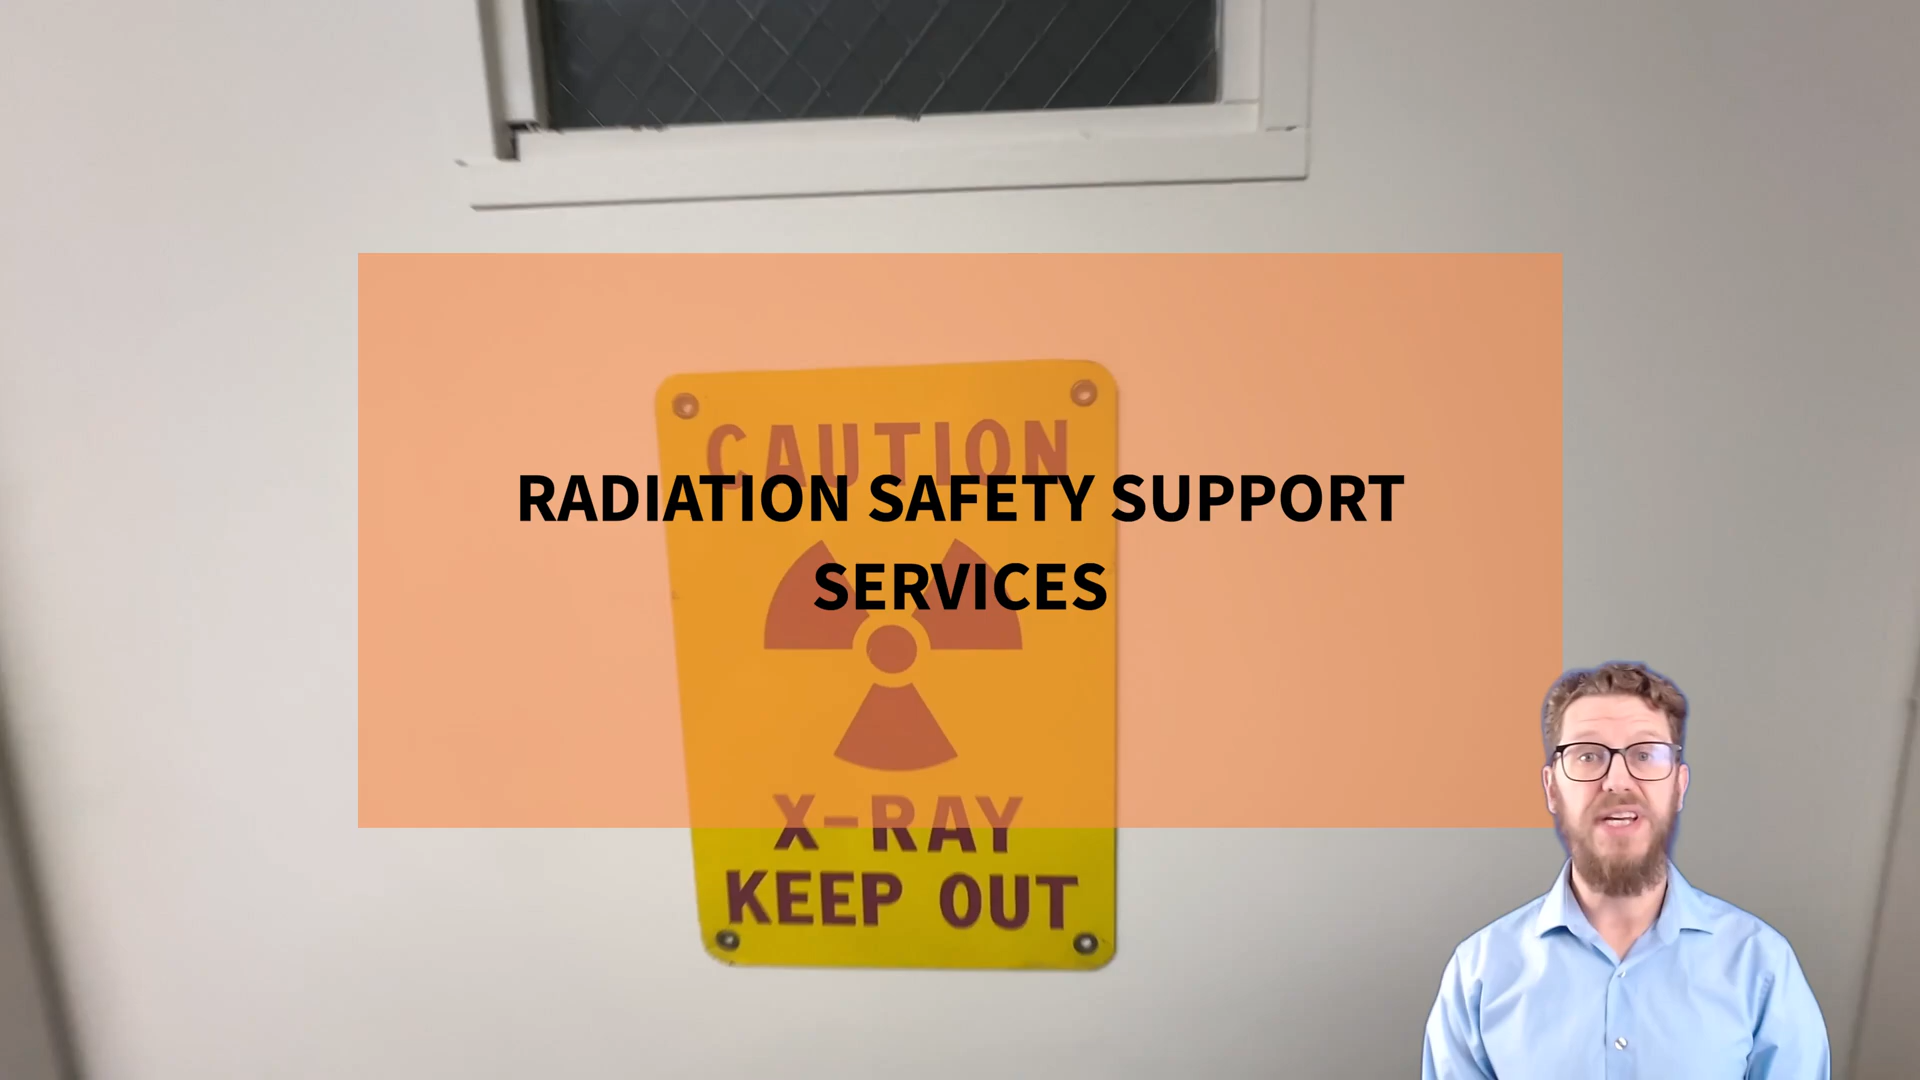 CAUTION
RADIATION SAFETY SUPPORT
SERVICES
X-RAY
KEEP OUT